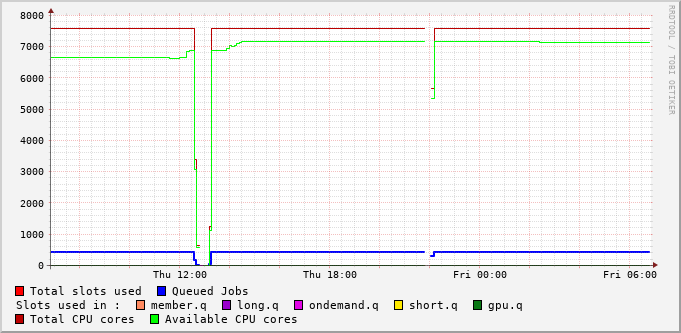 8000
7000
6000
5000
4000
3000
2000
1000
0
Thu 12:00 Thu 18:00 Fri 00:00 Fri 06:00
RRDTOOL / TOBI OETIKER
Total slots used Queued Jobs
Slots used in : member.q long.q ondemand.q short.q gpu.q
Total CPU cores Available CPU cores